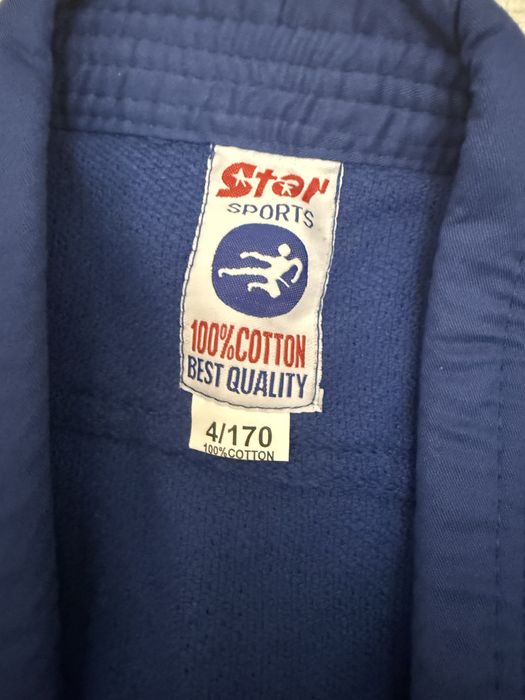 Star
SPORTS
100%COTTON
BEST QUALITY
4/170
100%COTTON